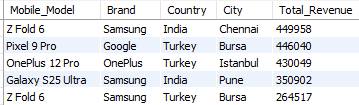 Mobile_Model Brand Country City Total_Revenue
Z Fold 6 Samsung India Chennai 449958
Pixel 9 Pro Google Turkey Bursa 446040
OnePlus 12 Pro OnePlus Turkey Istanbul 430049
Galaxy S25 Ultra Samsung India Pune 350902
Z Fold 6 Samsung Turkey Bursa 264517